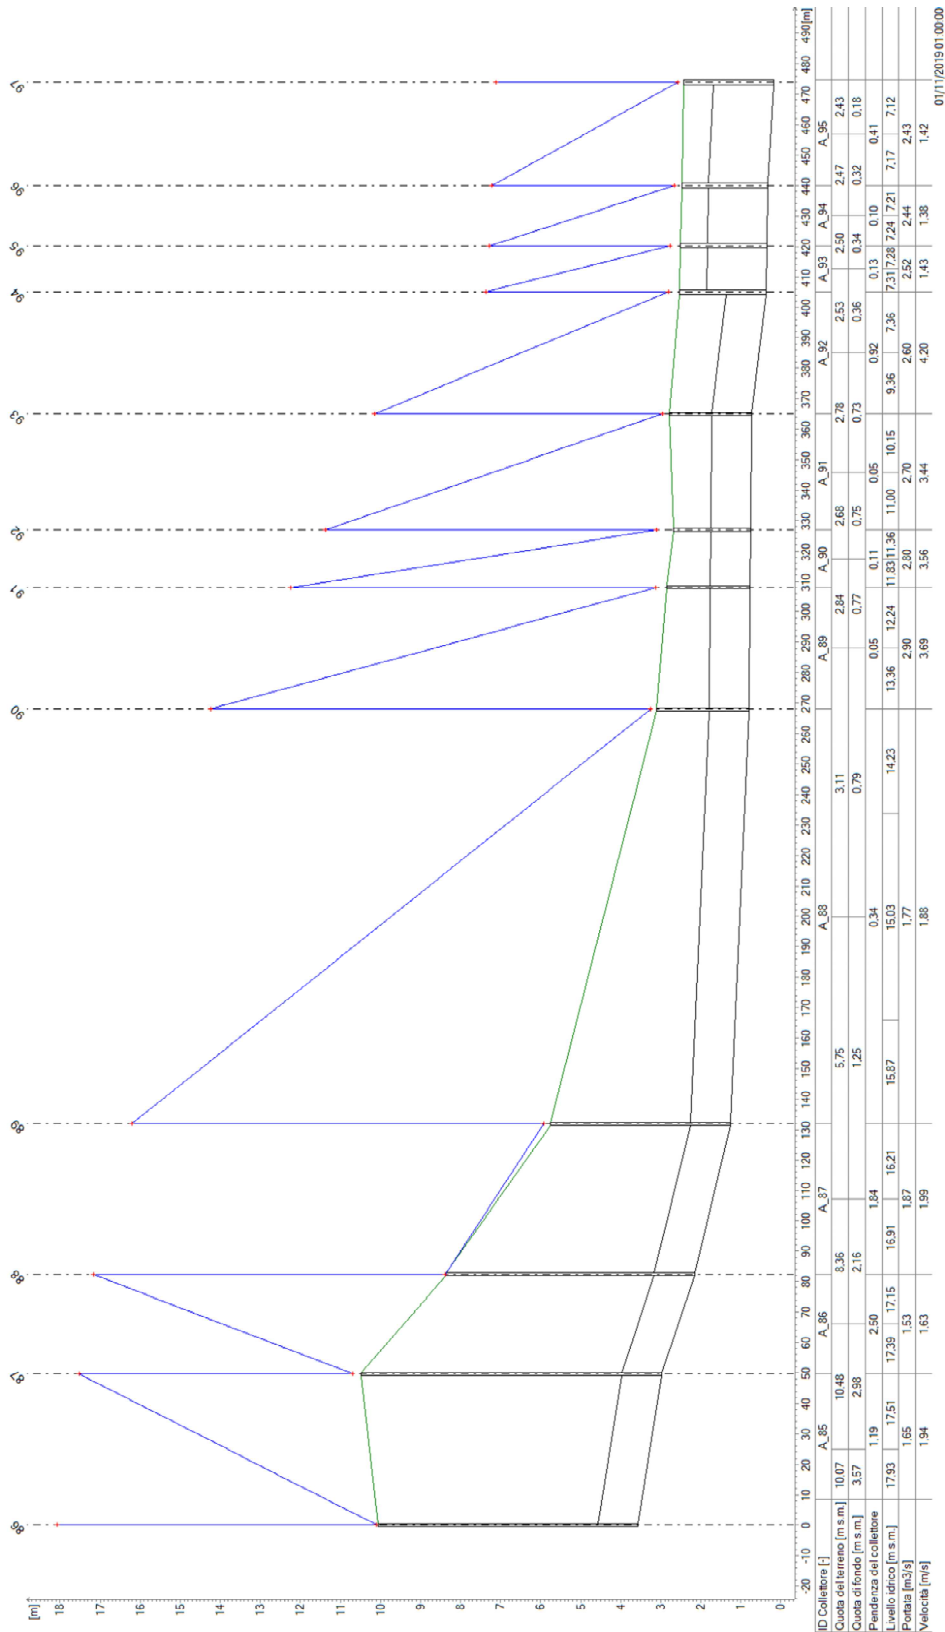 86 87 88 89 90 91 92 93 94 95 96 97
[m]
18
17
16
15
14
13
12
11
10
9
8
7
6
5
4
3
2
1
0
-20 -10 0 10 20 30 40 50 60 70 80 90 100 110 120 130 140 150 160 170 180 190 200 210 220 230 240 250 260 270 280 290 300 310 320 330 340 350 360 370 380 390 400 410 420 430 440 450 460 470 480 490[m]
ID Collettore [-] A_85 A_86 A_87 A_88 A_89 A_90 A_91 A_92 A_93 A_94 A_95
Quota del terreno [m s.m.] 10,07 10,48 8,36 5,75 3,11 2,84 2,68 2,78 2,53 2,50 2,47 2,43
Quota di fondo [m s.m.] 3,57 2,98 2,16 1,25 0,79 0,77 0,75 0,73 0,36 0,34 0,32 0,18
Pendenza del collettore 1,19 2,50 1,84 0,34 0,05 0,11 0,05 0,92 0,13 0,10 0,41
Livello idrico [m s.m.] 17,93 17,51 17,39 17,15 16,91 16,21 15,87 15,03 14,23 13,36 12,24 11,83 11,36 11,00 10,15 9,36 7,36 7,31 7,28 7,24 7,21 7,17 7,12
Portata [m3/s] 1,65 1,53 1,87 1,77 2,90 2,80 2,70 2,60 2,52 2,44 2,43
Velocità [m/s] 1,94 1,63 1,99 1,88 3,69 3,56 3,44 4,20 1,43 1,38 1,42
01/11/2019 01:00:00